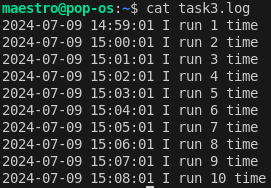 maestro@pop-os:~$ cat task3.log
2024-07-09 14:59:01 I run 1 time
2024-07-09 15:00:01 I run 2 time
2024-07-09 15:01:01 I run 3 time
2024-07-09 15:02:01 I run 4 time
2024-07-09 15:03:01 I run 5 time
2024-07-09 15:04:01 I run 6 time
2024-07-09 15:05:01 I run 7 time
2024-07-09 15:06:01 I run 8 time
2024-07-09 15:07:01 I run 9 time
2024-07-09 15:08:01 I run 10 time